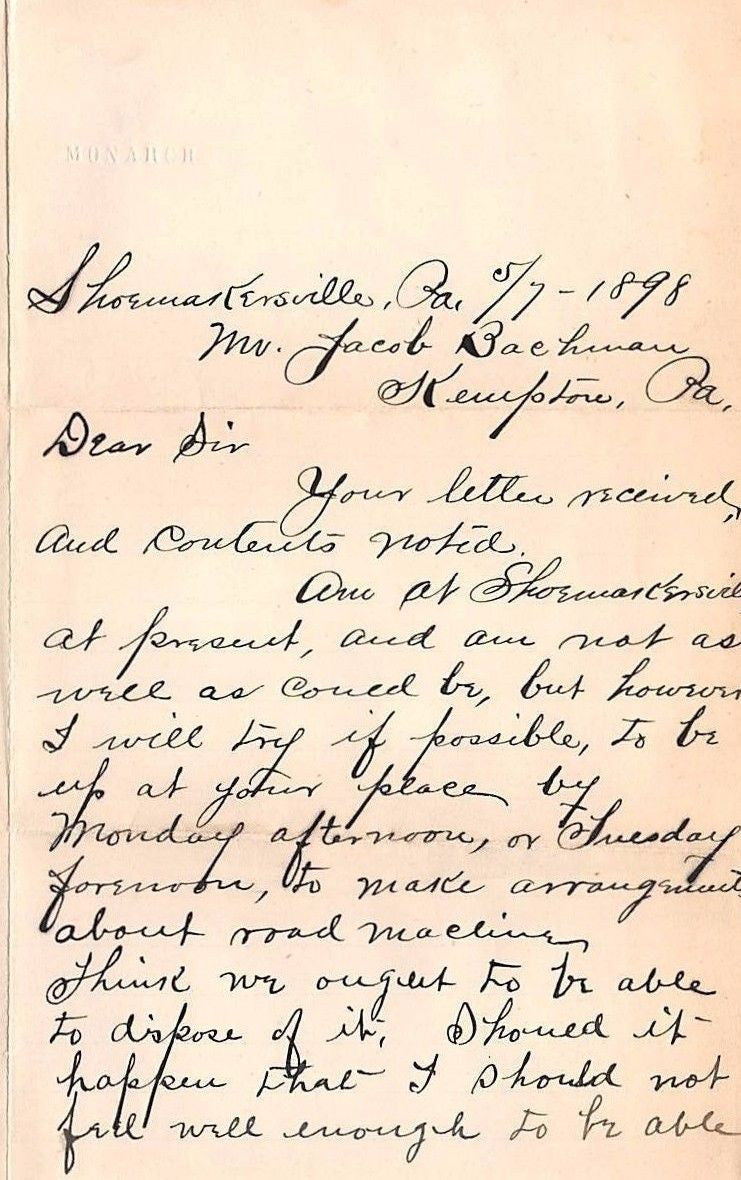 MONARCH
Shoemakersville, Pa. 5/7-1898
Mr. Jacob Bachman
Kempton, Pa.
Dear Sir
Your letter received,
and contents noted.
Am at Shoemakersvil
at present, and am not as
well as could be, but however
I will try if possible, to be
up at your place by
Monday afternoon, or Tuesday
forenoon, to make arrangements
about road machine,
Think we ought to be able
to dispose of it. Should it
happen that I should not
feel well enough to be able